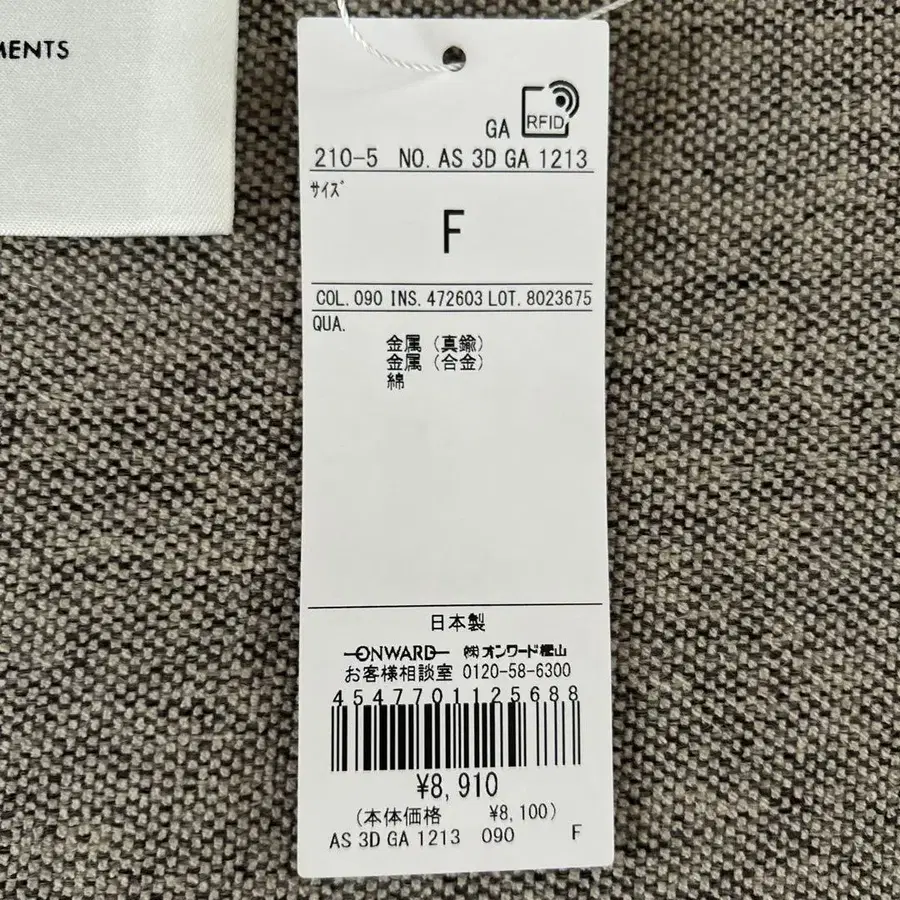 MENTS
RFID
GA
210-5 NO. AS 3D GA 1213
ｻｲｽﾞ
F
COL. 090 INS. 472603 LOT. 8023675
QUA.
金属（真鍮）
金属（合金）
綿
日本製
ONWARD ㈱オンワード樫山
お客様相談室 0120-58-6300
4547701125688
¥8,910
（本体価格 ¥8,100）
AS 3D GA 1213 090 F